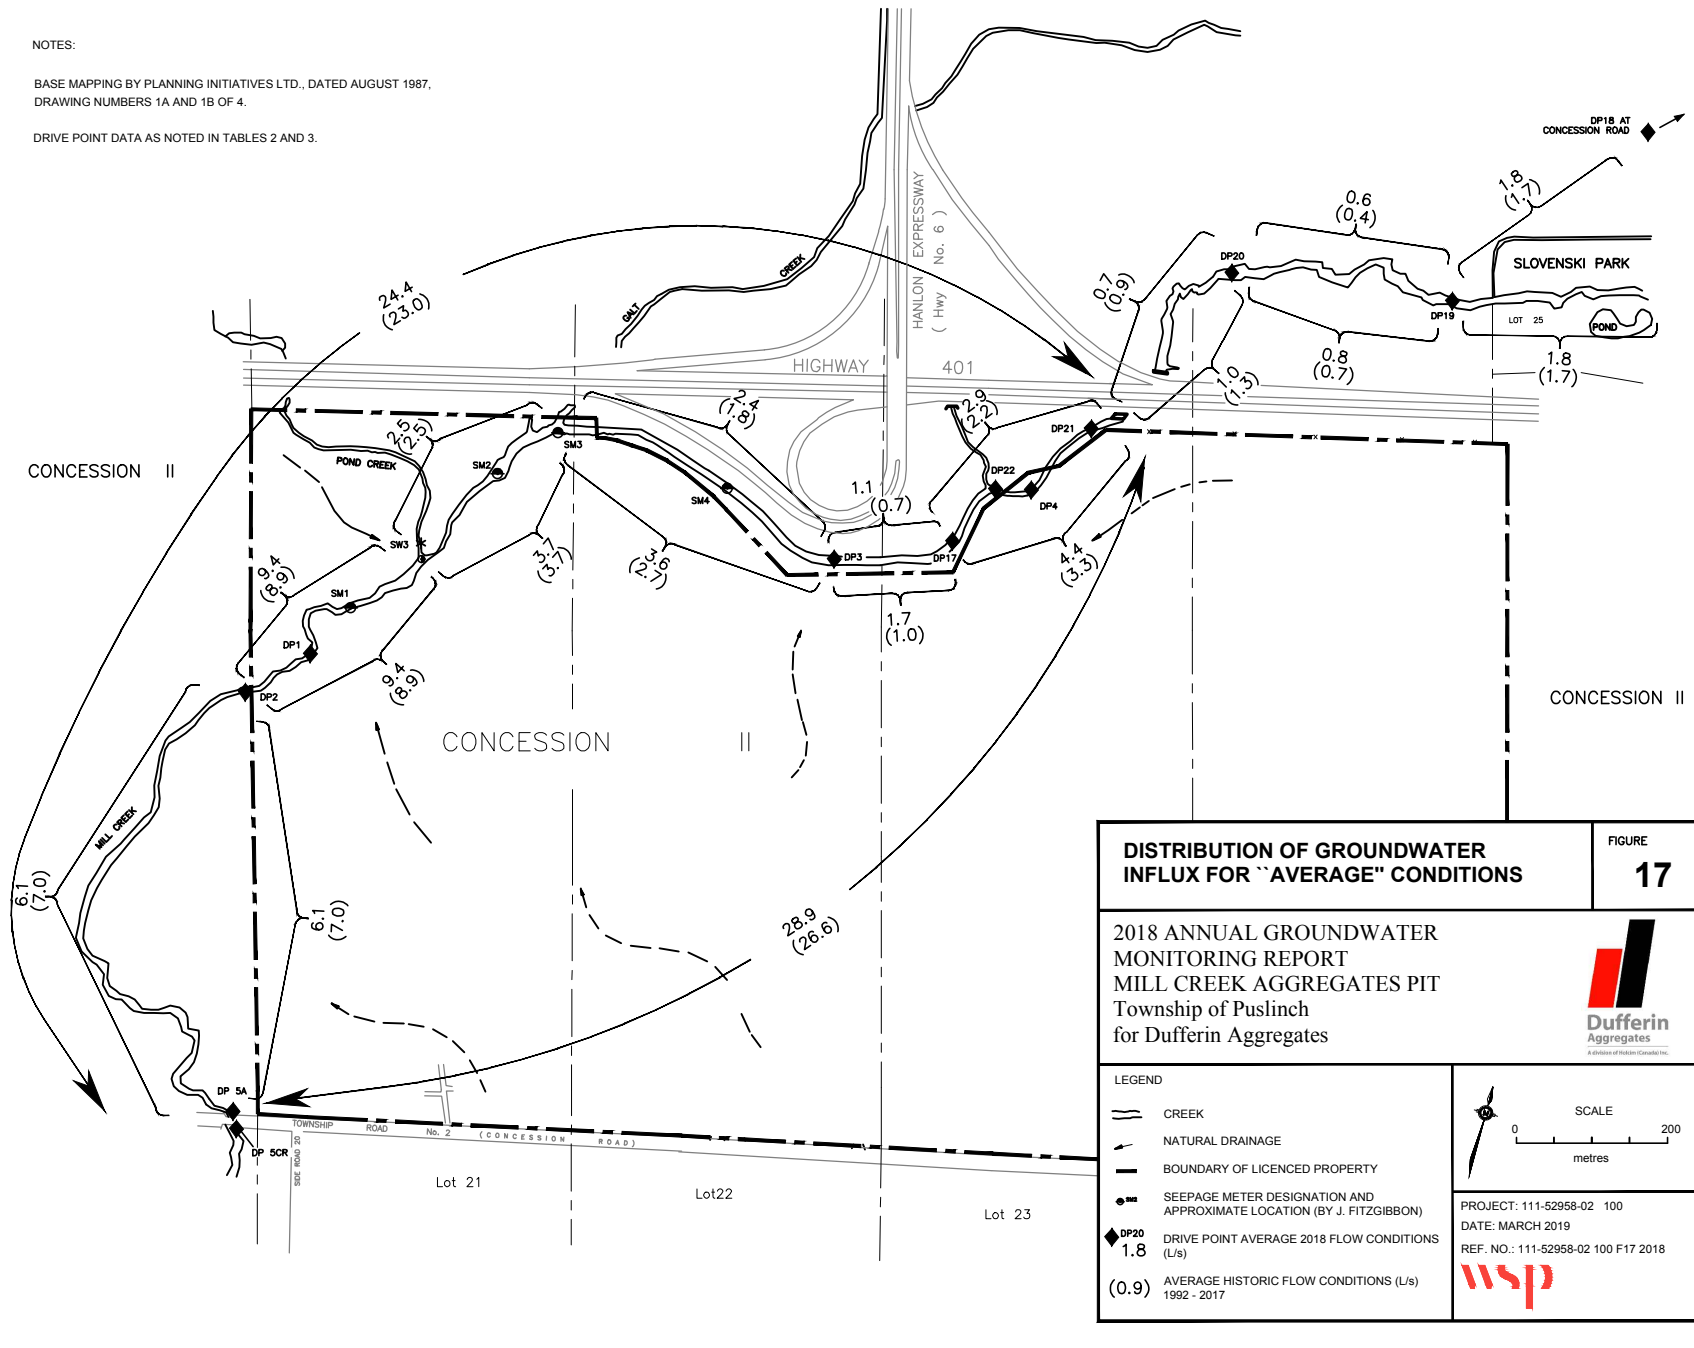 NOTES:
BASE MAPPING BY PLANNING INITIATIVES LTD., DATED AUGUST 1987,
DRAWING NUMBERS 1A AND 1B OF 4.
DRIVE POINT DATA AS NOTED IN TABLES 2 AND 3.
DP18 AT
CONCESSION ROAD
1.8
(1.7)
0.6
(0.4)
HANLON EXPRESSWAY
( Hwy No. 6 )
CREEK
GALT
24.4
(23.0)
0.7
(0.9)
DP20
SLOVENSKI PARK
DP19
LOT 25
POND
0.8
(0.7)
1.8
(1.7)
1.0
(1.3)
HIGHWAY 401
2.4
(1.8)
2.9
(2.2)
2.5
(2.5)
DP21
SM3
POND CREEK
SM2
CONCESSION II
DP22
SM4
1.1
(0.7)
DP4
SW3
DP3
DP17
3.7
(3.7)
3.6
(2.7)
4.4
(3.3)
9.4
(8.9)
SM1
1.7
(1.0)
DP1
9.4
(8.9)
DP2
CONCESSION II
CONCESSION II
MILL CREEK
6.1
(7.0)
6.1
(7.0)
28.9
(26.6)
DP 5A
TOWNSHIP ROAD No. 2 (CONCESSION ROAD)
DP 5CR
SIDE ROAD 20
Lot 21
Lot22
Lot 23
DISTRIBUTION OF GROUNDWATER
INFLUX FOR ``AVERAGE" CONDITIONS
FIGURE
17
2018 ANNUAL GROUNDWATER
MONITORING REPORT
MILL CREEK AGGREGATES PIT
Township of Puslinch
for Dufferin Aggregates
Dufferin
Aggregates
A division of Holcim (Canada) Inc.
LEGEND
CREEK
NATURAL DRAINAGE
BOUNDARY OF LICENCED PROPERTY
SM2
SEEPAGE METER DESIGNATION AND
APPROXIMATE LOCATION (BY J. FITZGIBBON)
DP20
1.8
DRIVE POINT AVERAGE 2018 FLOW CONDITIONS
(L/s)
(0.9)
AVERAGE HISTORIC FLOW CONDITIONS (L/s)
1992 - 2017
N
SCALE
0 200
metres
PROJECT: 111-52958-02 100
DATE: MARCH 2019
REF. NO.: 111-52958-02 100 F17 2018
wsp